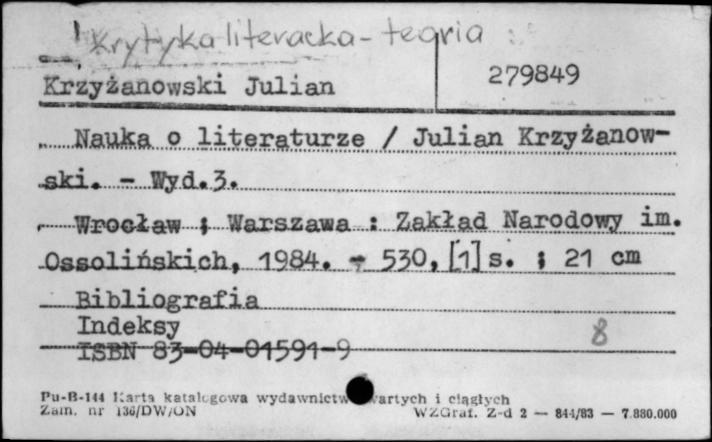 Krytyka literacka - teoria
Krzyżanowski Julian
279849
Nauka o literaturze / Julian Krzyżanow-
ski. - Wyd.3.
Wrocław ; Warszawa : Zakład Narodowy im.
Ossolińskich, 1984. - 530, [1] s. ; 21 cm
Bibliografia
Indeksy
8
ISBN 83-04-01591-9
Pu-B-144 Karta katalogowa wydawnictw wartych i ciągłych
Zam. nr 136/DW/ON WZGraf. Z-d 2 — 844/83 — 7.880.000